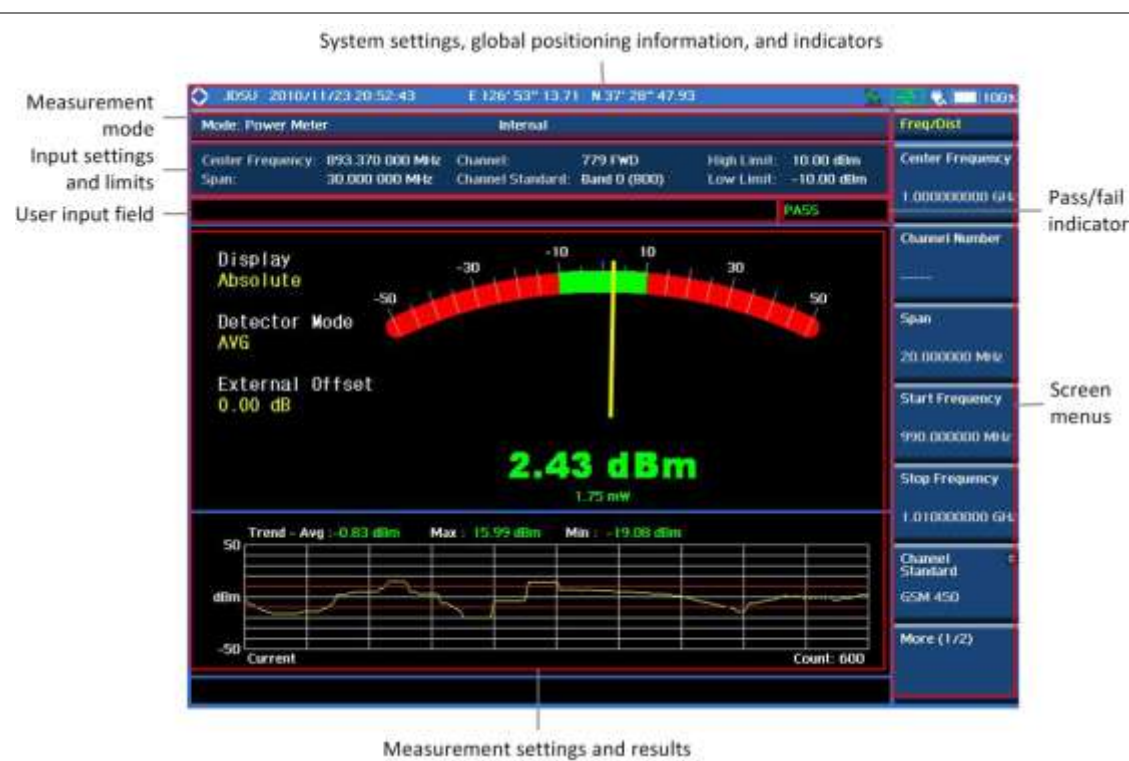 System settings, global positioning information, and indicators
JDSU 2010/11/23 20:52:43 E 126° 53" 13.71 N 37° 28" 47.93 100%
Measurement mode
Mode: Power Meter Internal
Freq/Dist
Input settings and limits
Center Frequency: 893.370 000 MHz Channel: 779 FWD High Limit: 10.00 dBm
Span: 30.000 000 MHz Channel Standard: Band 0 (800) Low Limit: -10.00 dBm
Center Frequency
1.000000000 GHz
User input field
PASS
Pass/fail indicator
Display
Absolute
Detector Mode
AVG
External Offset
0.00 dB
-50 -30 -10 10 30 50
2.43 dBm
1.75 mW
Channel Number
-----
Span
20.000000 MHz
Start Frequency
990.000000 MHz
Screen menus
Stop Frequency
1.010000000 GHz
Channel Standard
GSM 450
More (1/2)
Trend - Avg : -0.83 dBm Max : 15.99 dBm Min : -19.08 dBm
50
dBm
-50
Current Count: 600
Measurement settings and results